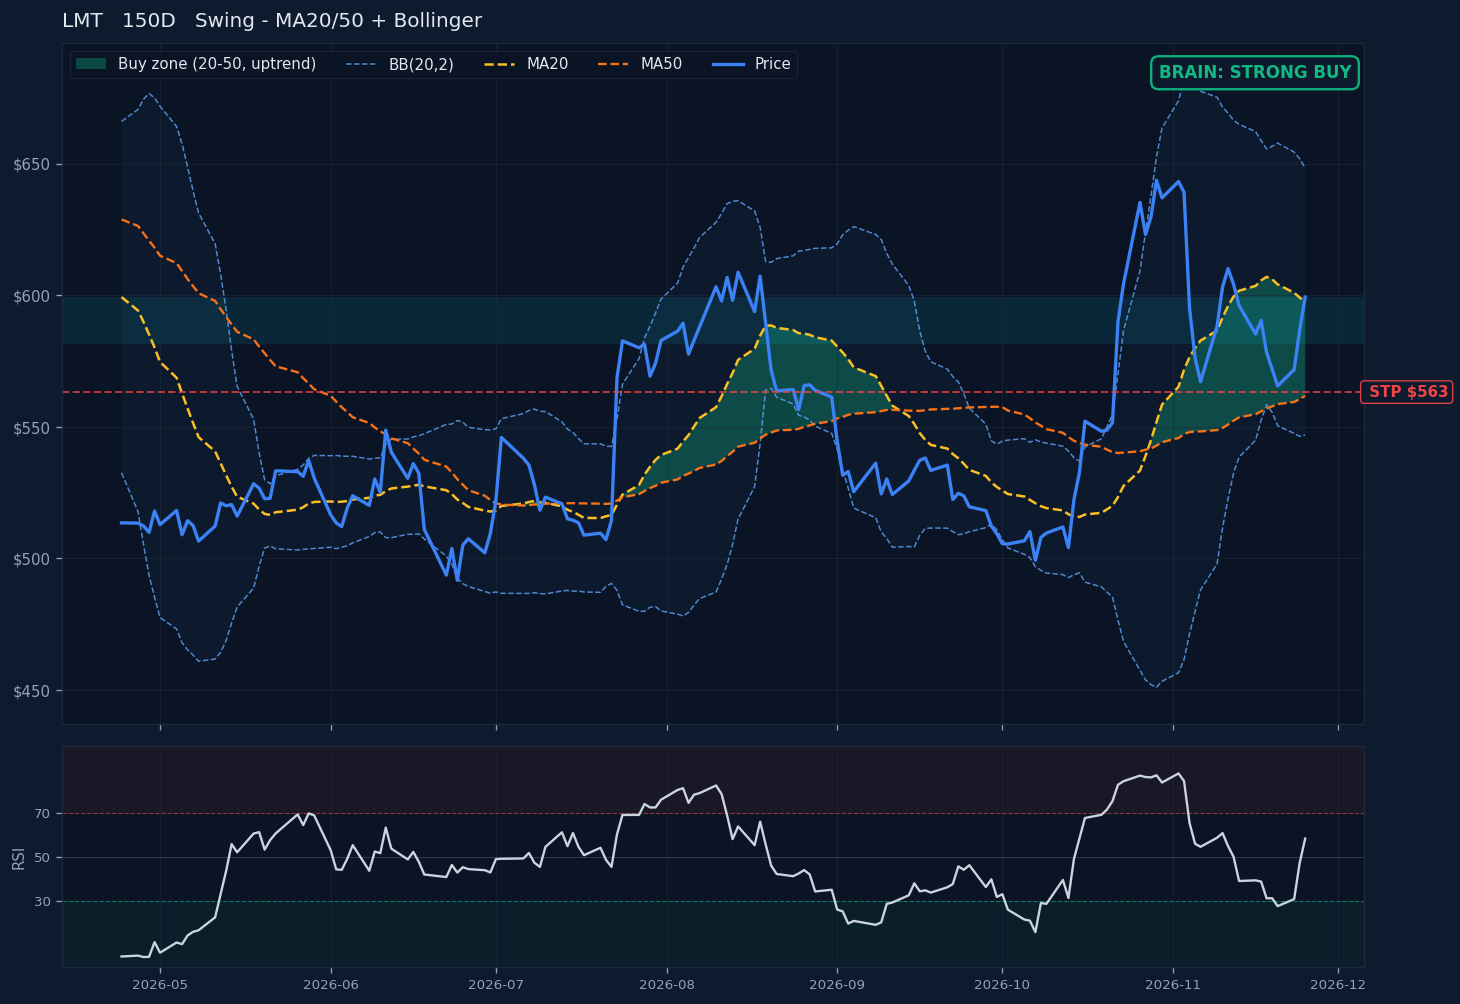 LMT 150D Swing - MA20/50 + Bollinger
Buy zone (20-50, uptrend) BB(20,2) MA20 MA50 Price
BRAIN: STRONG BUY
$650
$600
$550
$500
$450
STP $563
RSI
70
50
30
2026-05 2026-06 2026-07 2026-08 2026-09 2026-10 2026-11 2026-12